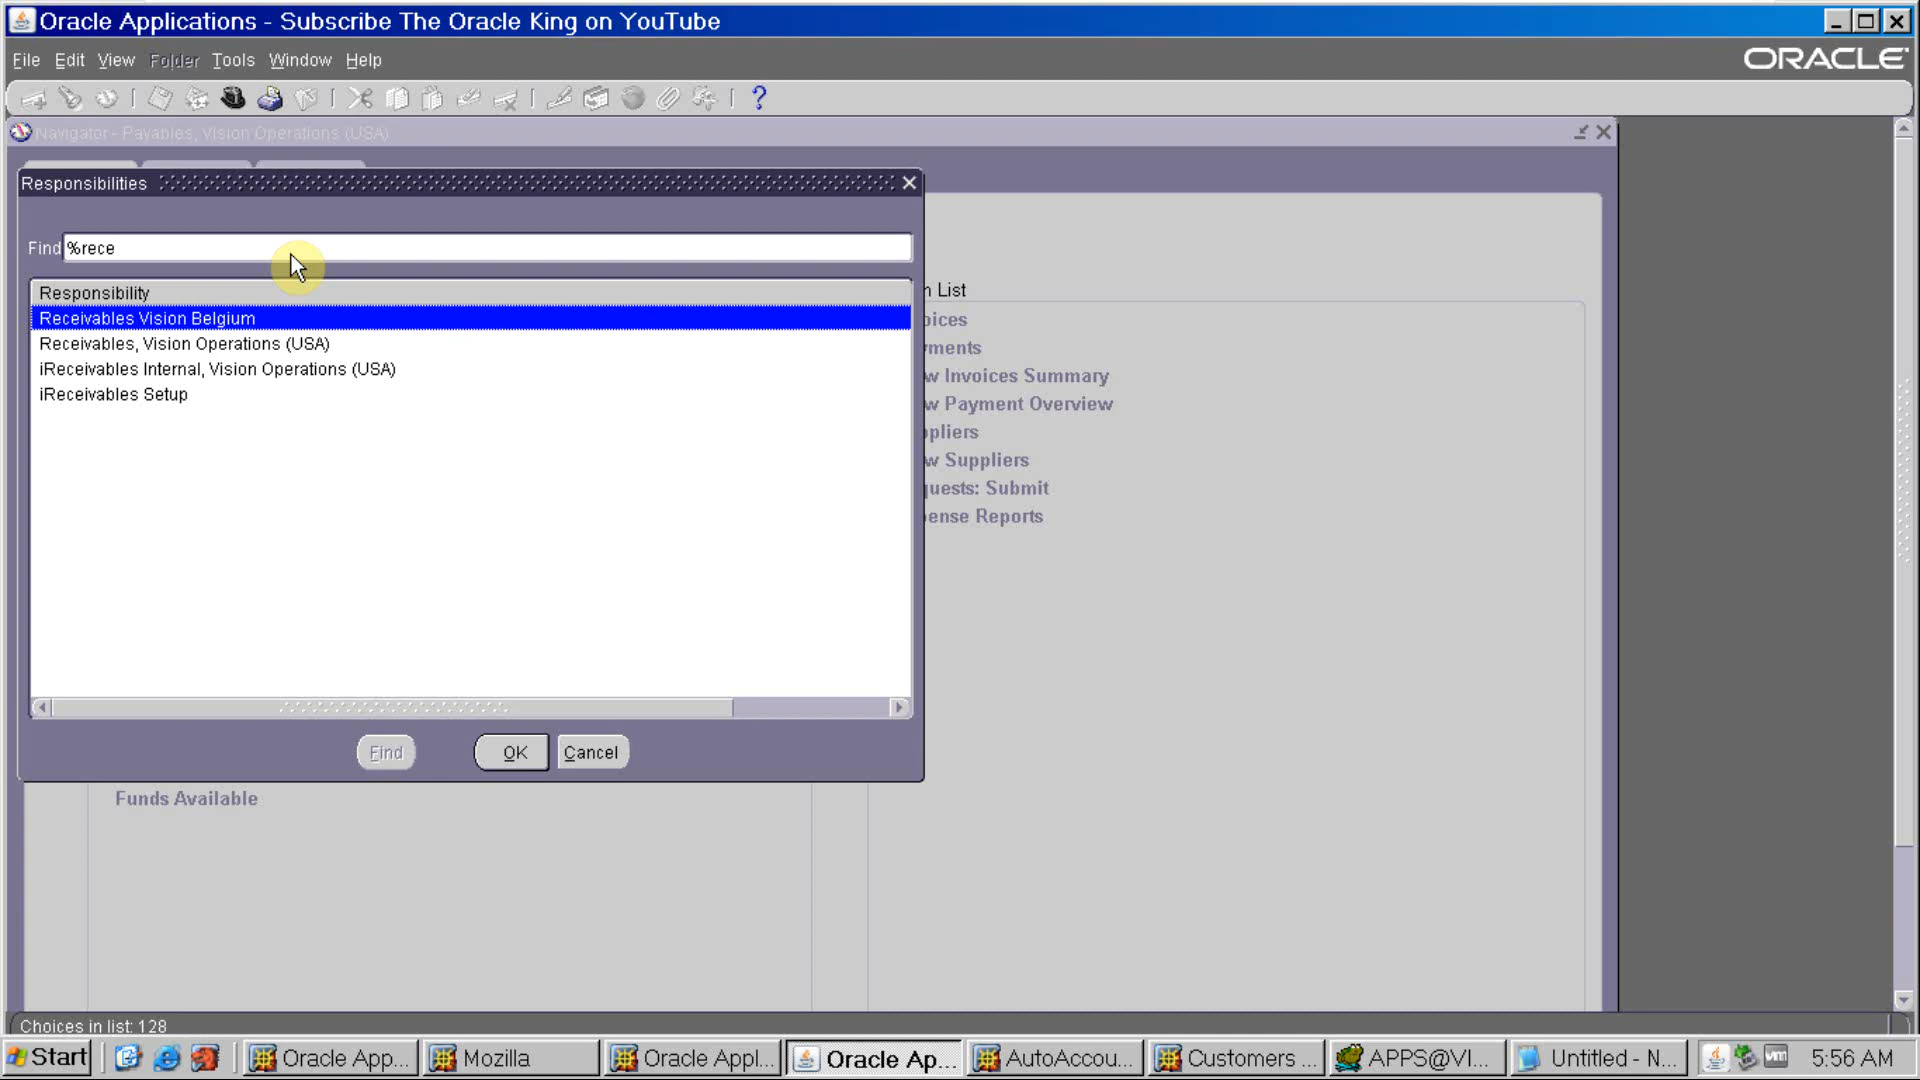 Oracle Applications - Subscribe The Oracle King on YouTube
File Edit View Folder Tools Window Help
ORACLE
Navigator - Payables, Vision Operations (USA)
Responsibilities
Find %rece
Responsibility
Receivables Vision Belgium
Receivables, Vision Operations (USA)
iReceivables Internal, Vision Operations (USA)
iReceivables Setup
Find OK Cancel
n List
oices
ments
w Invoices Summary
w Payment Overview
pliers
w Suppliers
quests: Submit
ense Reports
Funds Available
Choices in list: 128
Start Oracle App... Mozilla Oracle Appl... Oracle Ap... AutoAccou... Customers ... APPS@VI... Untitled - N... vm 5:56 AM